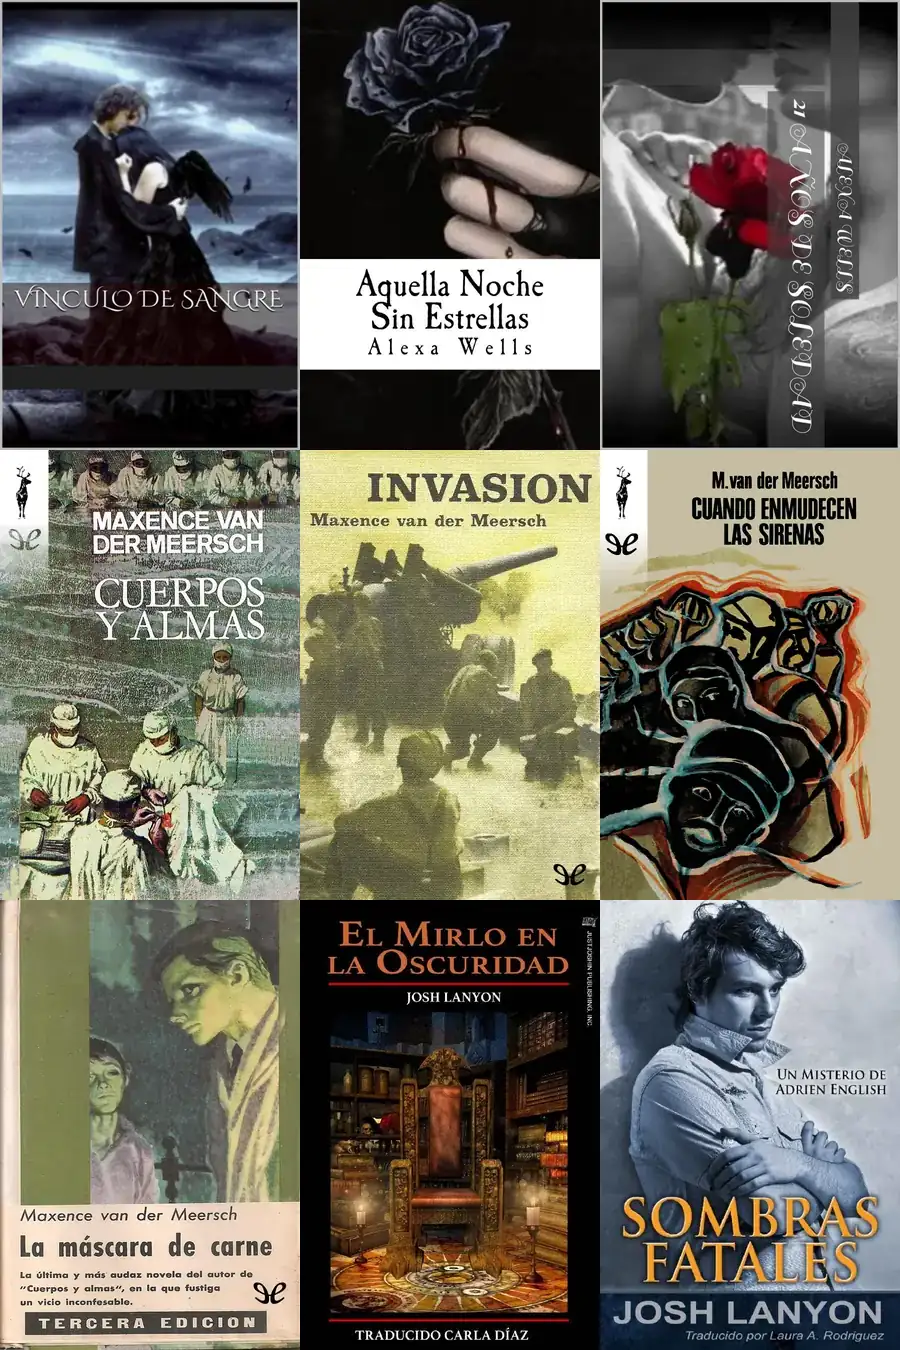 VÍNCULO DE SANGRE
Aquella Noche
Sin Estrellas
Alexa Wells
21 AÑOS DE SOLEDAD
ALEXA WELLS
MAXENCE VAN
DER MEERSCH
CUERPOS
Y ALMAS
INVASION
Maxence van der Meersch
M. van der Meersch
CUANDO ENMUDECEN
LAS SIRENAS
Maxence van der Meersch
La máscara de carne
La última y más audaz novela del autor de
"Cuerpos y almas", en la que fustiga
un vicio inconfesable.
TERCERA EDICION
EL MIRLO EN
LA OSCURIDAD
JOSH LANYON
JUSTJOSHIN PUBLISHING, INC.
TRADUCIDO CARLA DÍAZ
UN MISTERIO DE
ADRIEN ENGLISH
SOMBRAS
FATALES
JOSH LANYON
Traducido por Laura A. Rodriguez